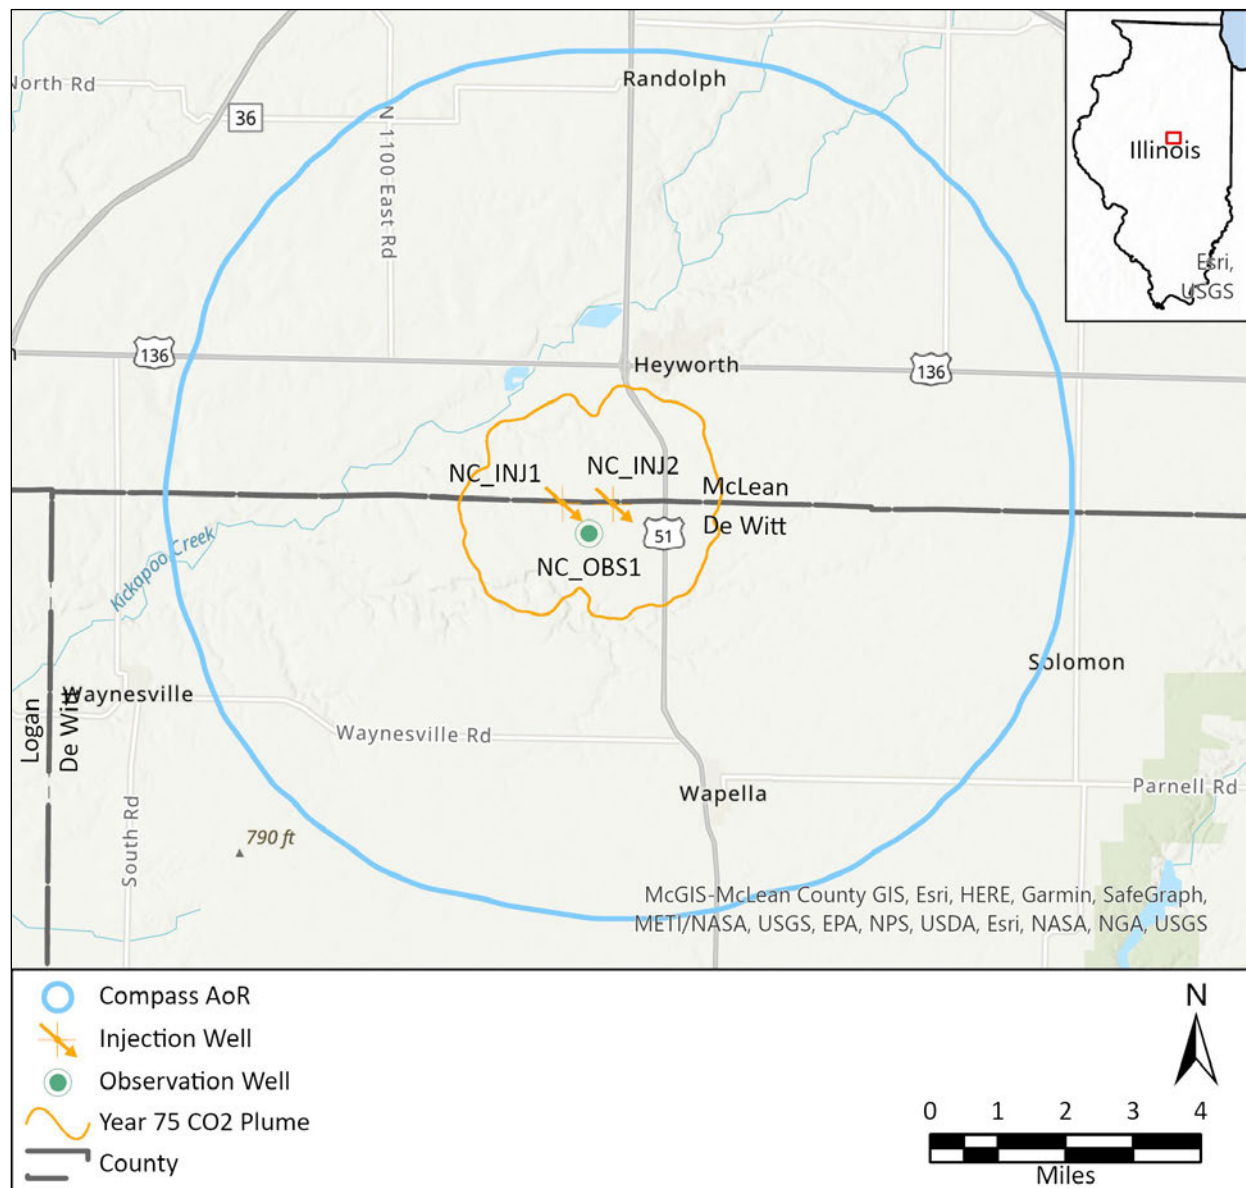 Randolph
North Rd
36
N 1100 East Rd
Illinois
Esri,
USGS
136
Heyworth
136
NC_INJ1
NC_INJ2
McLean
De Witt
51
NC_OBS1
Kickapoo Creek
Solomon
Waynesville
Logan
De Witt
Waynesville Rd
Wapella
Parnell Rd
South Rd
790 ft
McGIS-McLean County GIS, Esri, HERE, Garmin, SafeGraph,
METI/NASA, USGS, EPA, NPS, USDA, Esri, NASA, NGA, USGS
Compass AoR
Injection Well
Observation Well
Year 75 CO2 Plume
County
N
0 1 2 3 4
Miles